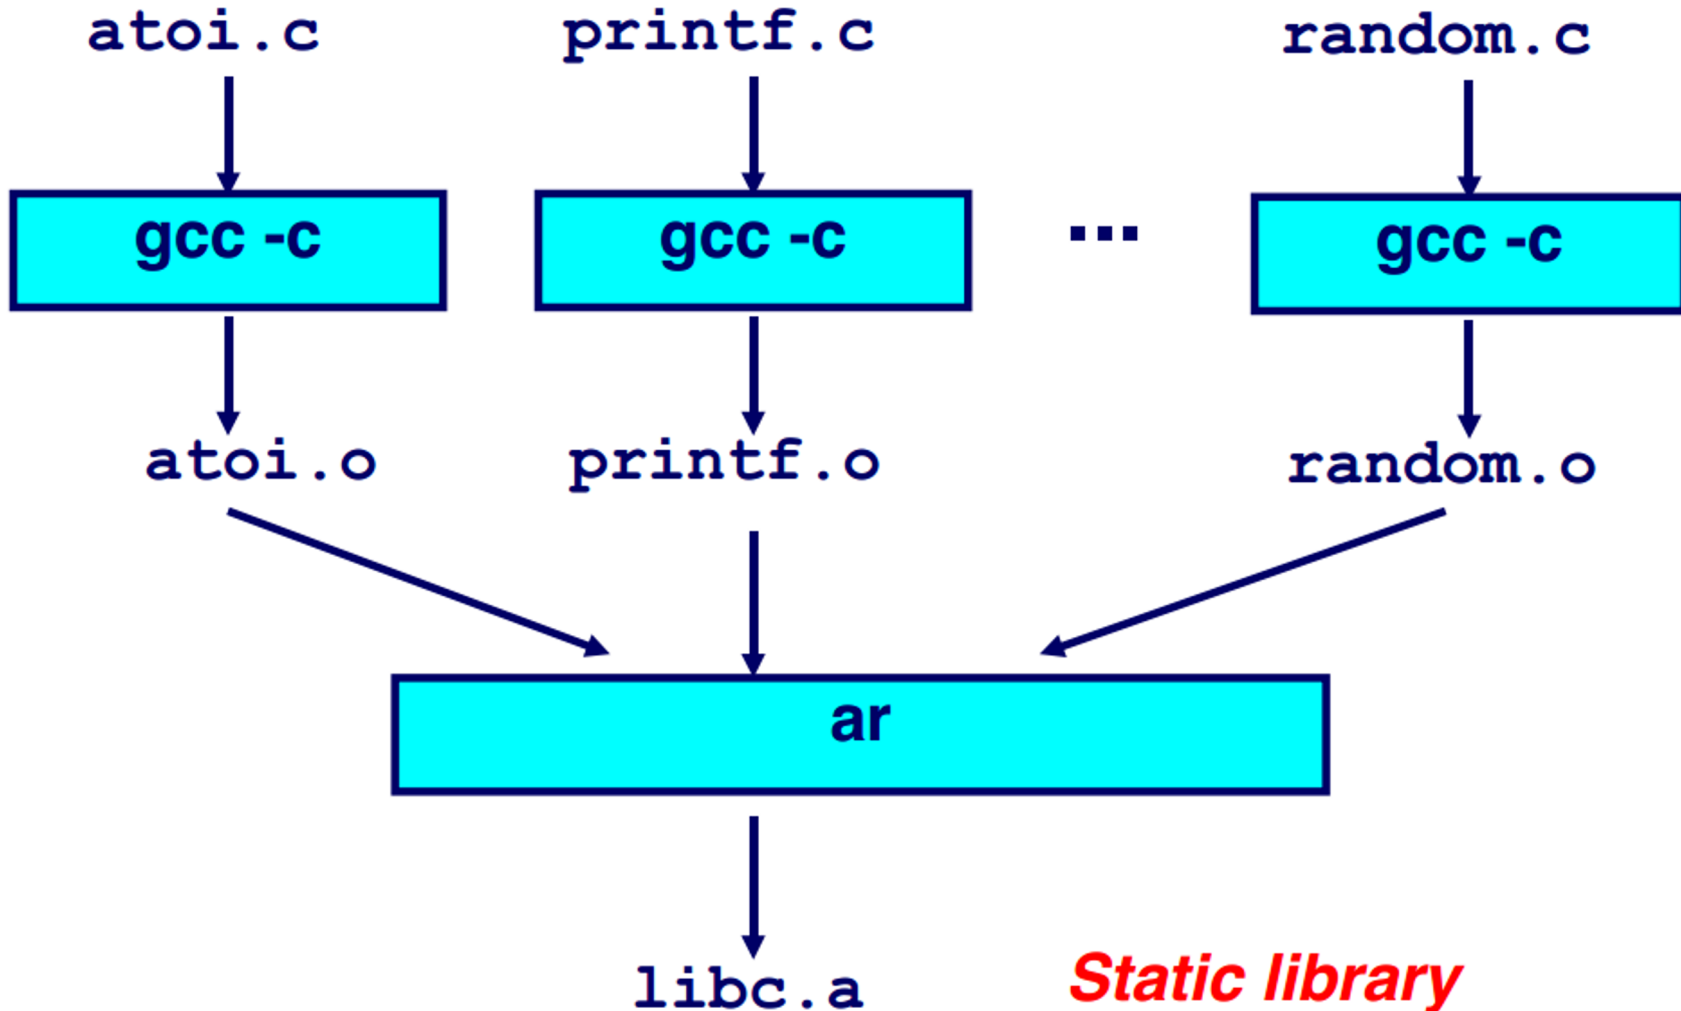 atoi.c printf.c random.c
gcc -c gcc -c ... gcc -c
atoi.o printf.o random.o
ar
libc.a Static library